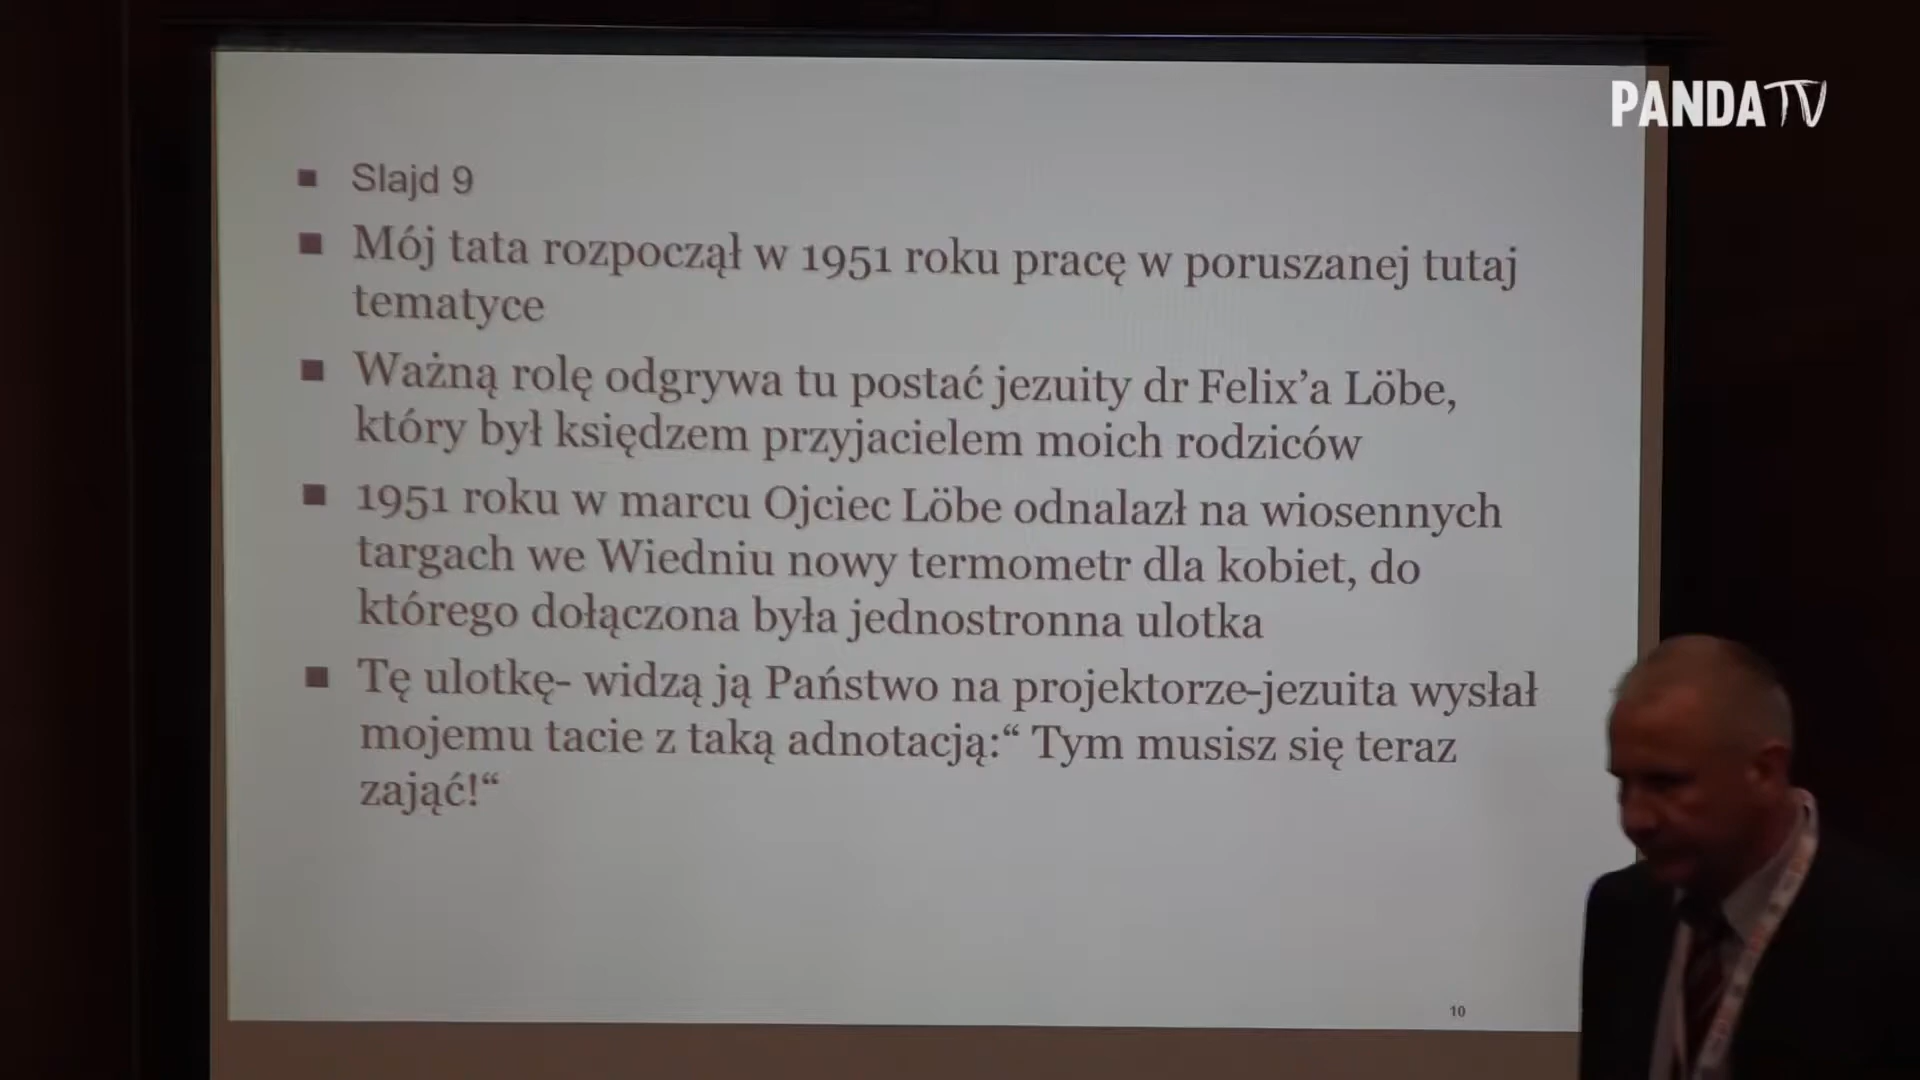 PANDA TV
Slajd 9
Mój tata rozpoczął w 1951 roku pracę w poruszanej tutaj
tematyce
Ważną rolę odgrywa tu postać jezuity dr Felix’a Löbe,
który był księdzem przyjacielem moich rodziców
1951 roku w marcu Ojciec Löbe odnalazł na wiosennych
targach we Wiedniu nowy termometr dla kobiet, do
którego dołączona była jednostronna ulotka
Tę ulotkę- widzą ją Państwo na projektorze-jezuita wysłał
mojemu tacie z taką adnotacją:“ Tym musisz się teraz
zająć!“
10